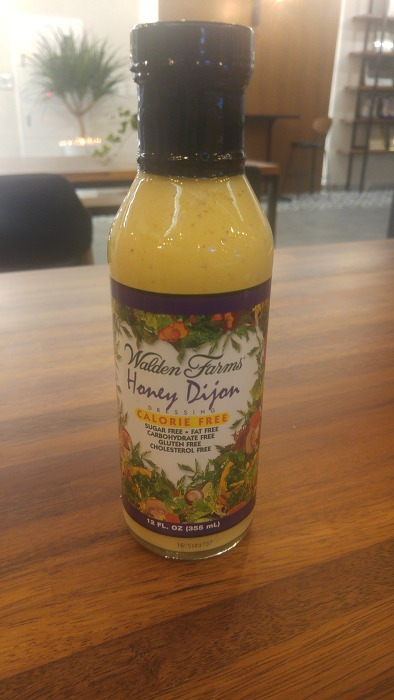 Walden Farms
Honey Dijon
DRESSING
CALORIE FREE
SUGAR FREE • FAT FREE
CARBOHYDRATE FREE
GLUTEN FREE
CHOLESTEROL FREE
12 FL. OZ (355 mL)